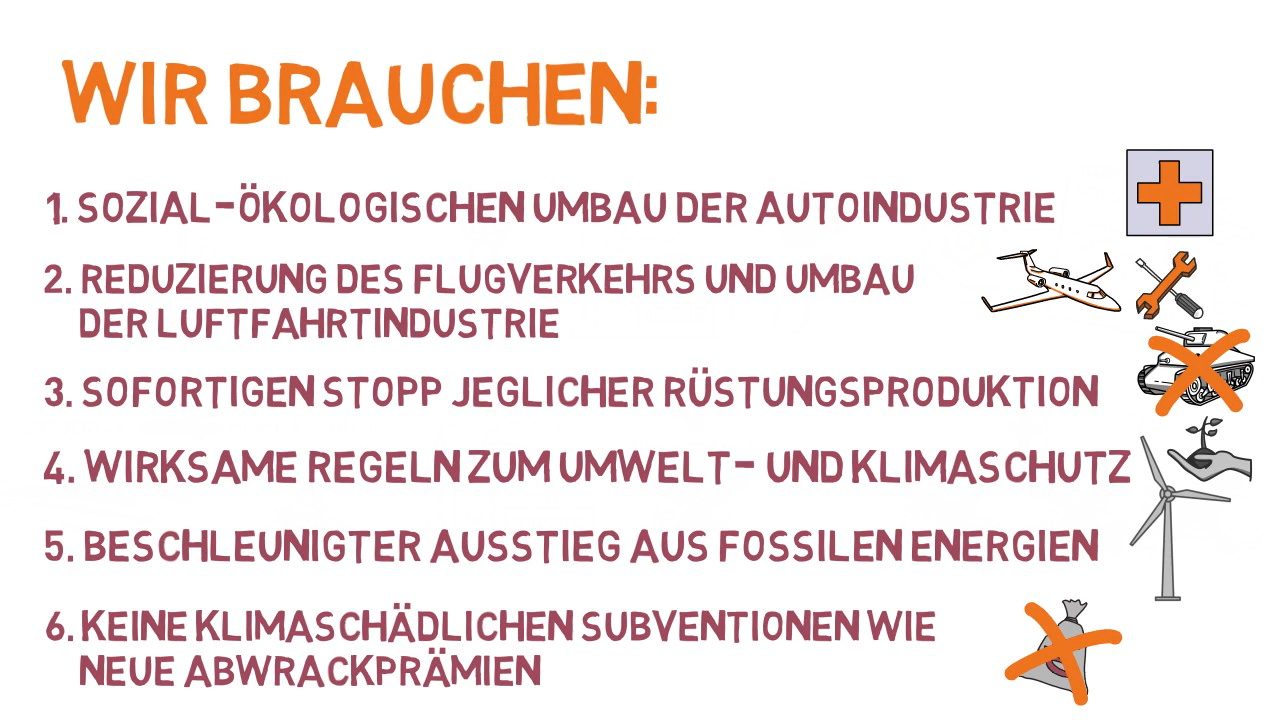 WIR BRAUCHEN:
1. SOZIAL-ÖKOLOGISCHEN UMBAU DER AUTOINDUSTRIE
2. REDUZIERUNG DES FLUGVERKEHRS UND UMBAU
DER LUFTFAHRTINDUSTRIE
3. SOFORTIGEN STOPP JEGLICHER RÜSTUNGSPRODUKTION
4. WIRKSAME REGELN ZUM UMWELT- UND KLIMASCHUTZ
5. BESCHLEUNIGTER AUSSTIEG AUS FOSSILEN ENERGIEN
6. KEINE KLIMASCHÄDLICHEN SUBVENTIONEN WIE
NEUE ABWRACKPRÄMIEN